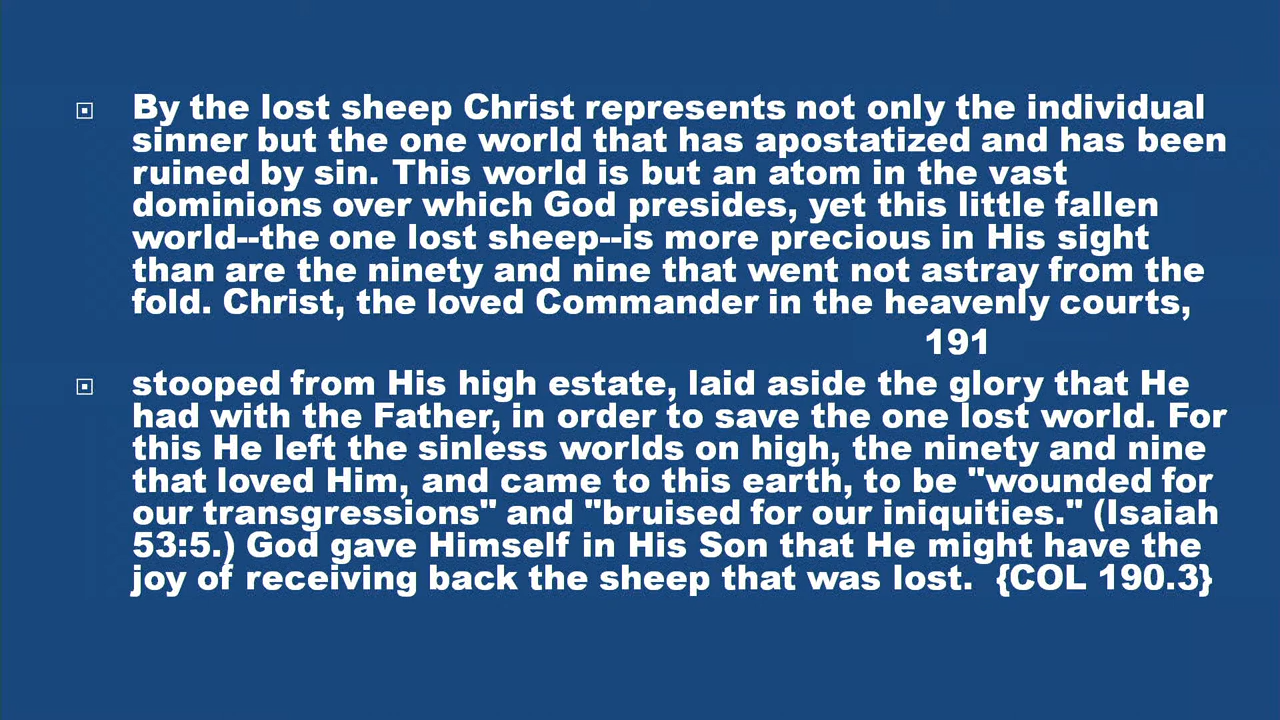 By the lost sheep Christ represents not only the individual
sinner but the one world that has apostatized and has been
ruined by sin. This world is but an atom in the vast
dominions over which God presides, yet this little fallen
world--the one lost sheep--is more precious in His sight
than are the ninety and nine that went not astray from the
fold. Christ, the loved Commander in the heavenly courts,
191
stooped from His high estate, laid aside the glory that He
had with the Father, in order to save the one lost world. For
this He left the sinless worlds on high, the ninety and nine
that loved Him, and came to this earth, to be "wounded for
our transgressions" and "bruised for our iniquities." (Isaiah
53:5.) God gave Himself in His Son that He might have the
joy of receiving back the sheep that was lost.  {COL 190.3}